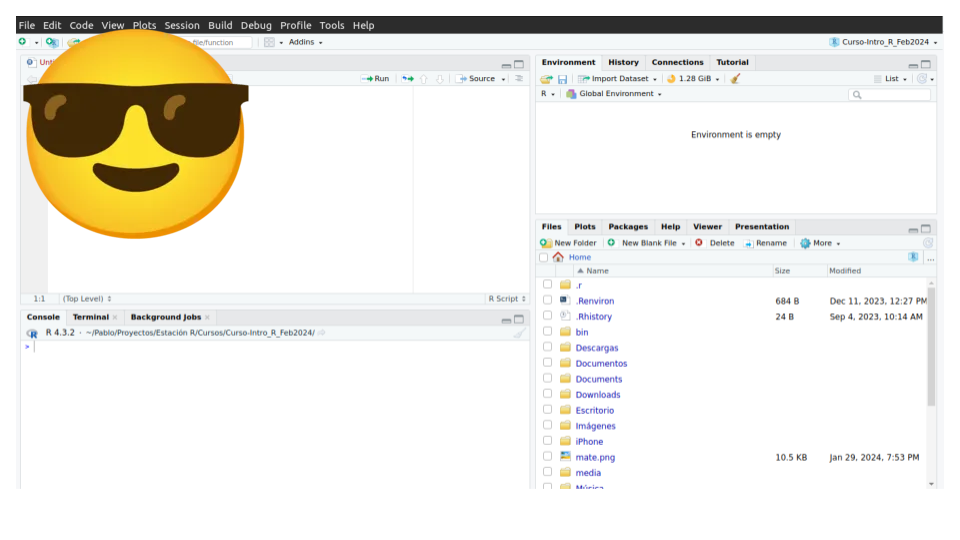 File Edit Code View Plots Session Build Debug Profile Tools Help
file/function Addins Curso-Intro_R_Feb2024
Run Source
1:1 (Top Level) R Script
Console Terminal Background Jobs
R 4.3.2 · ~/Pablo/Proyectos/Estación R/Cursos/Curso-Intro_R_Feb2024/
>
Environment History Connections Tutorial
Import Dataset 1.28 GiB List
R Global Environment
Environment is empty
Files Plots Packages Help Viewer Presentation
New Folder New Blank File Delete Rename More
Home ...
Name Size Modified
.r
.Renviron 684 B Dec 11, 2023, 12:27 PM
.Rhistory 24 B Sep 4, 2023, 10:14 AM
bin
Descargas
Documentos
Documents
Downloads
Escritorio
Imágenes
iPhone
mate.png 10.5 KB Jan 29, 2024, 7:53 PM
media
Música